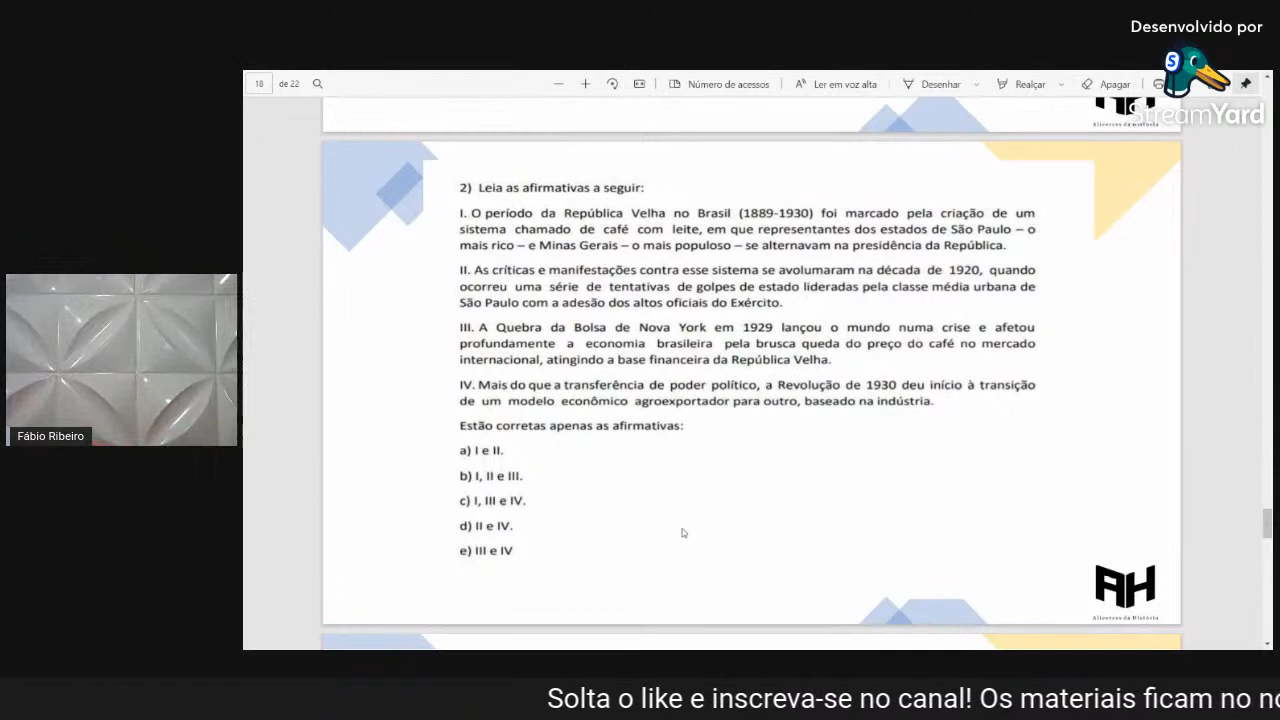 Desenvolvido por
S
StreamYard
18 de 22
Número de acessos
Ler em voz alta
Desenhar
Realçar
Apagar
AH
Alicerces da História
2) Leia as afirmativas a seguir:
I. O período da República Velha no Brasil (1889-1930) foi marcado pela criação de um
sistema chamado de café com leite, em que representantes dos estados de São Paulo – o
mais rico – e Minas Gerais – o mais populoso – se alternavam na presidência da República.
II. As críticas e manifestações contra esse sistema se avolumaram na década de 1920, quando
ocorreu uma série de tentativas de golpes de estado lideradas pela classe média urbana de
São Paulo com a adesão dos altos oficiais do Exército.
III. A Quebra da Bolsa de Nova York em 1929 lançou o mundo numa crise e afetou
profundamente a economia brasileira pela brusca queda do preço do café no mercado
internacional, atingindo a base financeira da República Velha.
IV. Mais do que a transferência de poder político, a Revolução de 1930 deu início à transição
de um modelo econômico agroexportador para outro, baseado na indústria.
Estão corretas apenas as afirmativas:
a) I e II.
b) I, II e III.
c) I, III e IV.
d) II e IV.
e) III e IV
AH
Alicerces da História
Fábio Ribeiro
Solta o like e inscreva-se no canal! Os materiais ficam no